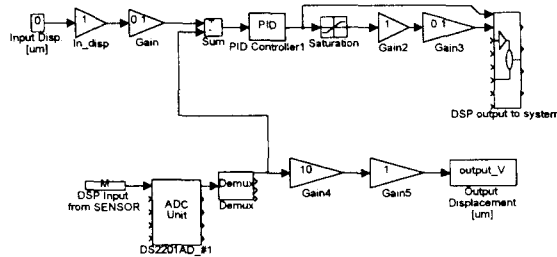 0
Input Disp.
[um]
1
In_disp
0 1
Gain
Sum
PID
PID Controller1
Saturation
1
Gain2
0 1
Gain3
DSP output to system
M
DSP Input
from SENSOR
ADC
Unit
DS2201AD_#1
Demux
Demux
10
Gain4
1
Gain5
output_V
Output
Displacement
[um]